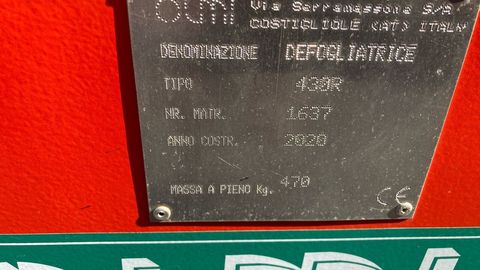 Via Serramassone S/A
COSTIGLIOLE (AT) ITALY
DENOMINAZIONE DEFOGLIATRICE
TIPO 430R
NR. MATR. 1637
ANNO COSTR. 2020
MASSA A PIENO Kg. 470
CE